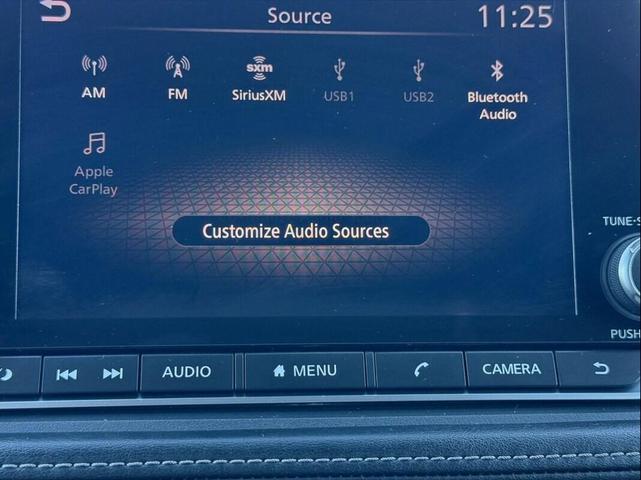 Source
11:25
AM
FM
sxm
SiriusXM
USB1
USB2
Bluetooth
Audio
Apple
CarPlay
Customize Audio Sources
TUNE·S
PUSH
AUDIO
MENU
CAMERA